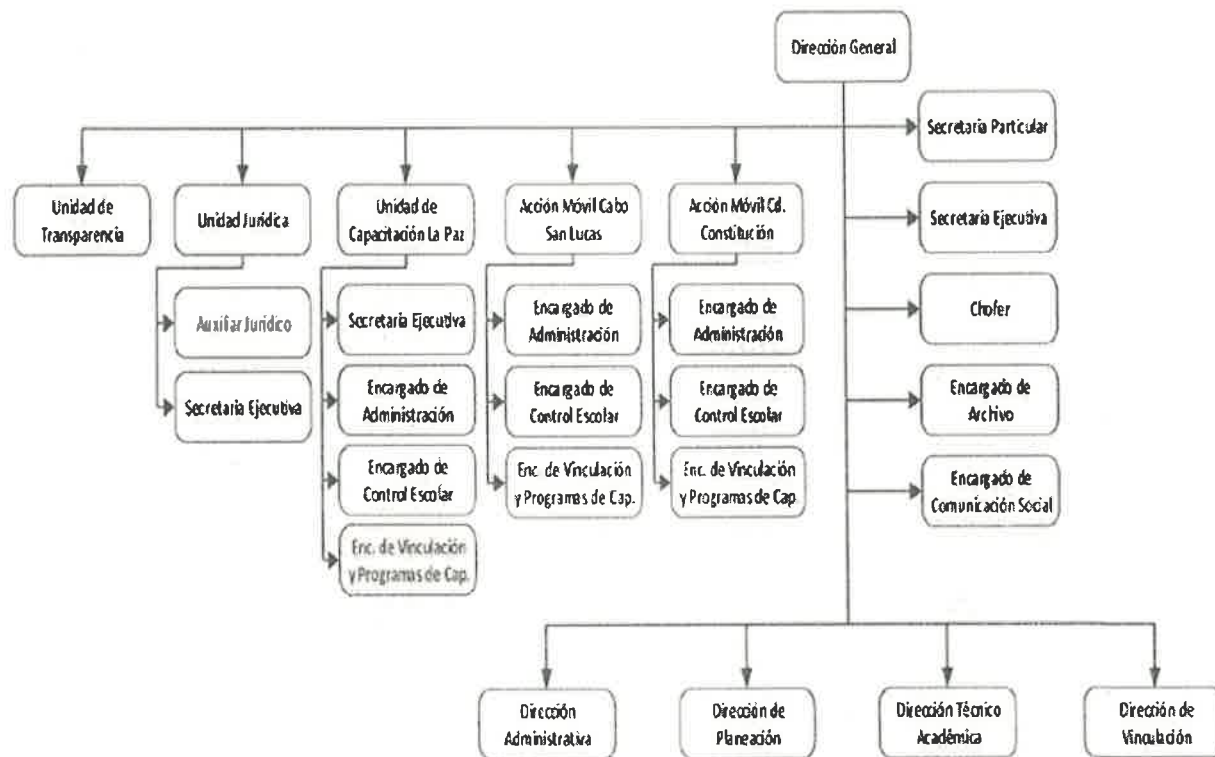 Dirección General
Secretaría Particular
Unidad de
Transparencia
Unidad Jurídica
Unidad de
Capacitación La Paz
Acción Móvil Cabo
San Lucas
Acción Móvil Cd.
Constitución
Secretaría Ejecutiva
Auxiliar Jurídico
Secretaría Ejecutiva
Secretaría Ejecutiva
Encargado de
Administración
Encargado de
Control Escolar
Enc. de Vinculación
y Programas de Cap.
Encargado de
Administración
Encargado de
Control Escolar
Enc. de Vinculación
y Programas de Cap.
Encargado de
Administración
Encargado de
Control Escolar
Enc. de Vinculación
y Programas de Cap.
Chofer
Encargado de
Archivo
Encargado de
Comunicación Social
Dirección
Administrativa
Dirección de
Planeación
Dirección Técnico
Académica
Dirección de
Vinculación